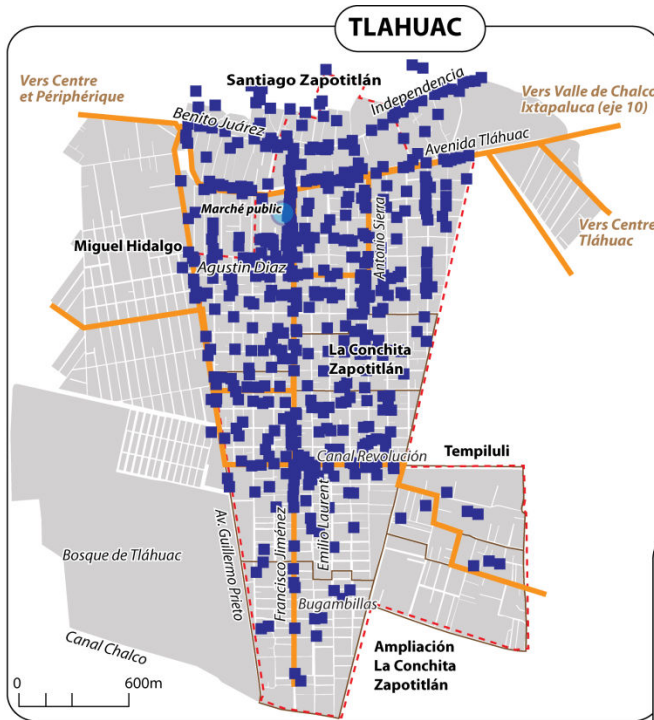 TLAHUAC
Vers Centre
et Périphérique
Santiago Zapotitlán
Independencia
Vers Valle de Chalco
Ixtapaluca (eje 10)
Benito Juárez
Avenida Tláhuac
Marché public
Antonio Sierra
Vers Centre
Tláhuac
Miguel Hidalgo
Agustin Díaz
La Conchita
Zapotitlán
Canal Revolución
Tempiluli
Bosque de Tláhuac
Av. Guillermo Prieto
Francisco Jiménez
Emilio Laurent
Bugambillas
Canal Chalco
Ampliación
La Conchita
Zapotitlán
0
600m